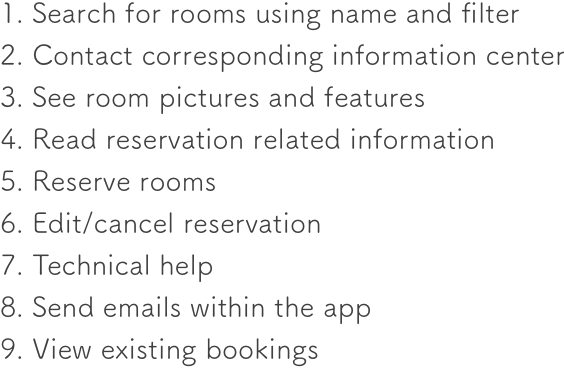 1. Search for rooms using name and filter
2. Contact corresponding information center
3. See room pictures and features
4. Read reservation related information
5. Reserve rooms
6. Edit/cancel reservation
7. Technical help
8. Send emails within the app
9. View existing bookings